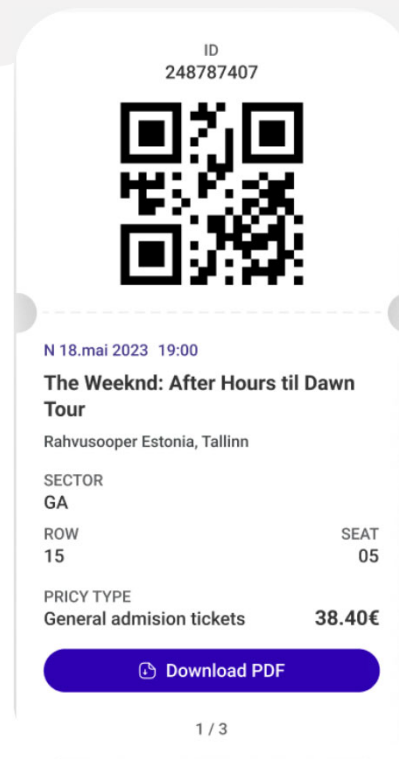 ID
248787407
N 18.mai 2023 19:00
The Weeknd: After Hours til Dawn
Tour
Rahvusooper Estonia, Tallinn
SECTOR
GA
ROW
SEAT
15
05
PRICY TYPE
General admision tickets
38.40€
Download PDF
1 / 3